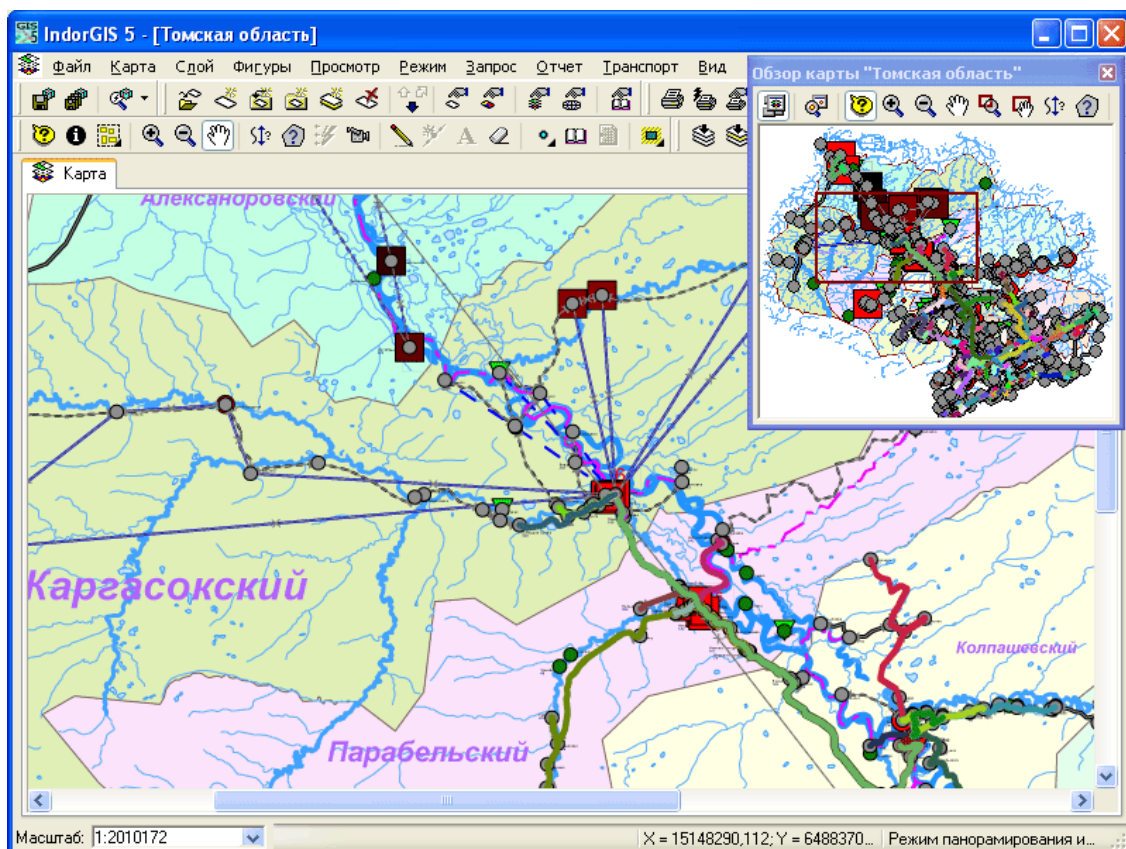 IndorGIS 5 - [Томская область]
Файл Карта Слой Фигуры Просмотр Режим Запрос Отчет Транспорт Вид
Обзор карты "Томская область"
Карта
Александровский
Каргасокский
Колпашевский
Парабельский
Масштаб: 1:2010172
X = 15148290,112; Y = 6488370... Режим панорамирования и...